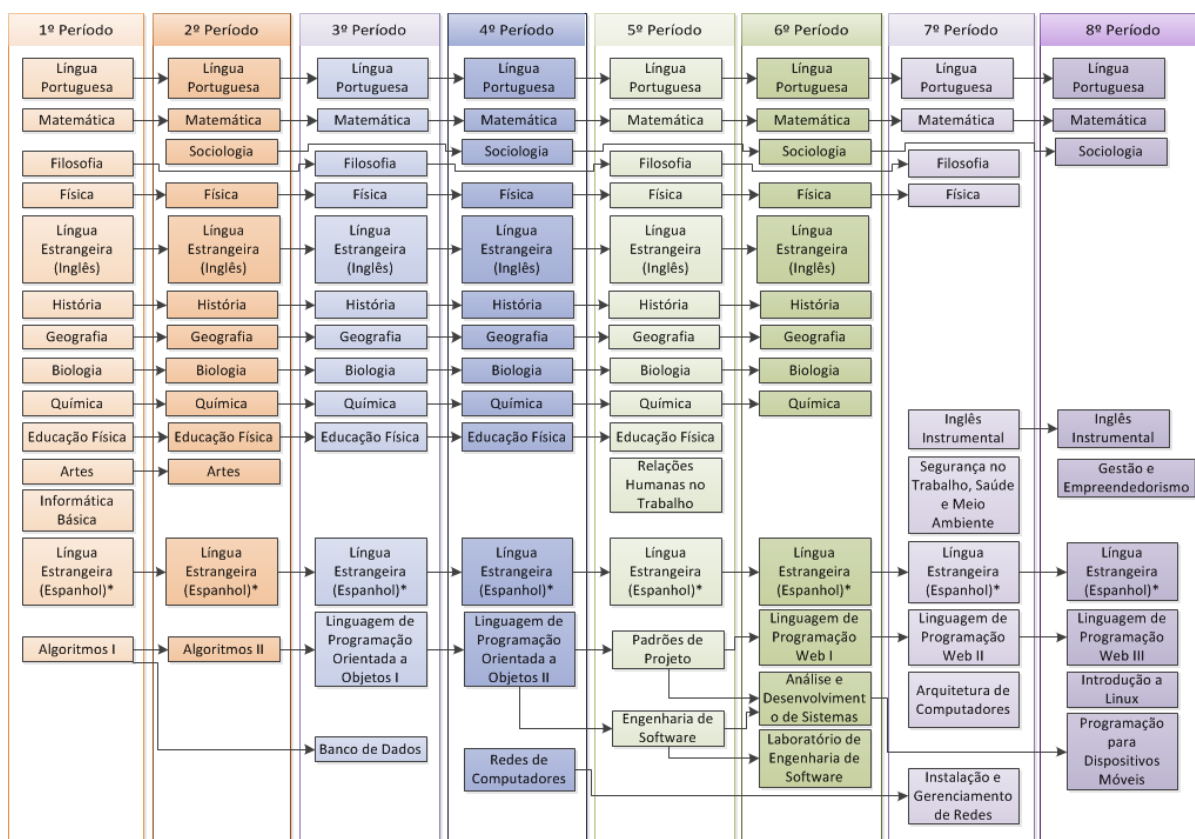 1º Período
2º Período
3º Período
4º Período
5º Período
6º Período
7º Período
8º Período
Língua
Portuguesa
Matemática
Filosofia
Física
Língua
Estrangeira
(Inglês)
História
Geografia
Biologia
Química
Educação Física
Artes
Informática
Básica
Língua
Estrangeira
(Espanhol)*
Algoritmos I
Língua
Portuguesa
Matemática
Sociologia
Física
Língua
Estrangeira
(Inglês)
História
Geografia
Biologia
Química
Educação Física
Artes
Língua
Estrangeira
(Espanhol)*
Algoritmos II
Língua
Portuguesa
Matemática
Filosofia
Física
Língua
Estrangeira
(Inglês)
História
Geografia
Biologia
Química
Educação Física
Língua
Estrangeira
(Espanhol)*
Linguagem de
Programação
Orientada a
Objetos I
Banco de Dados
Língua
Portuguesa
Matemática
Sociologia
Física
Língua
Estrangeira
(Inglês)
História
Geografia
Biologia
Química
Educação Física
Língua
Estrangeira
(Espanhol)*
Linguagem de
Programação
Orientada a
Objetos II
Redes de
Computadores
Língua
Portuguesa
Matemática
Filosofia
Física
Língua
Estrangeira
(Inglês)
História
Geografia
Biologia
Química
Educação Física
Relações
Humanas no
Trabalho
Língua
Estrangeira
(Espanhol)*
Padrões de
Projeto
Engenharia de
Software
Língua
Portuguesa
Matemática
Sociologia
Física
Língua
Estrangeira
(Inglês)
História
Geografia
Biologia
Química
Língua
Estrangeira
(Espanhol)*
Linguagem de
Programação
Web I
Análise e
Desenvolviment
o de Sistemas
Laboratório de
Engenharia de
Software
Língua
Portuguesa
Matemática
Filosofia
Física
Inglês
Instrumental
Segurança no
Trabalho, Saúde
e Meio
Ambiente
Língua
Estrangeira
(Espanhol)*
Linguagem de
Programação
Web II
Arquitetura de
Computadores
Instalação e
Gerenciamento
de Redes
Língua
Portuguesa
Matemática
Sociologia
Inglês
Instrumental
Gestão e
Empreendedorismo
Língua
Estrangeira
(Espanhol)*
Linguagem de
Programação
Web III
Introdução a
Linux
Programação
para
Dispositivos
Móveis